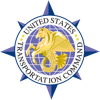 UNITED STATES
TRANSPORTATION COMMAND